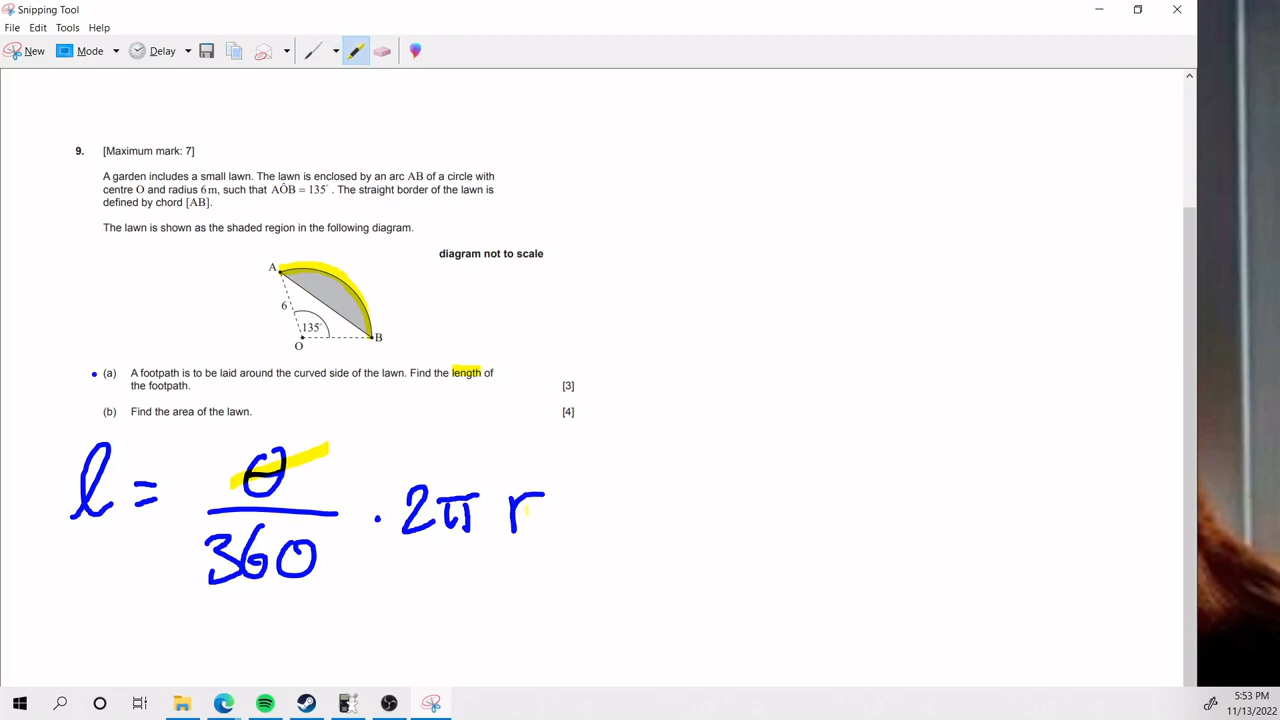 Snipping Tool
File Edit Tools Help
New Mode Delay
9. [Maximum mark: 7]
A garden includes a small lawn. The lawn is enclosed by an arc AB of a circle with
centre O and radius 6 m, such that AÔB = 135° . The straight border of the lawn is
defined by chord [AB].
The lawn is shown as the shaded region in the following diagram.
diagram not to scale
A
6
135°
B
O
(a) A footpath is to be laid around the curved side of the lawn. Find the length of
the footpath. [3]
(b) Find the area of the lawn. [4]
l = θ/360 · 2π r
5:53 PM
11/13/2022